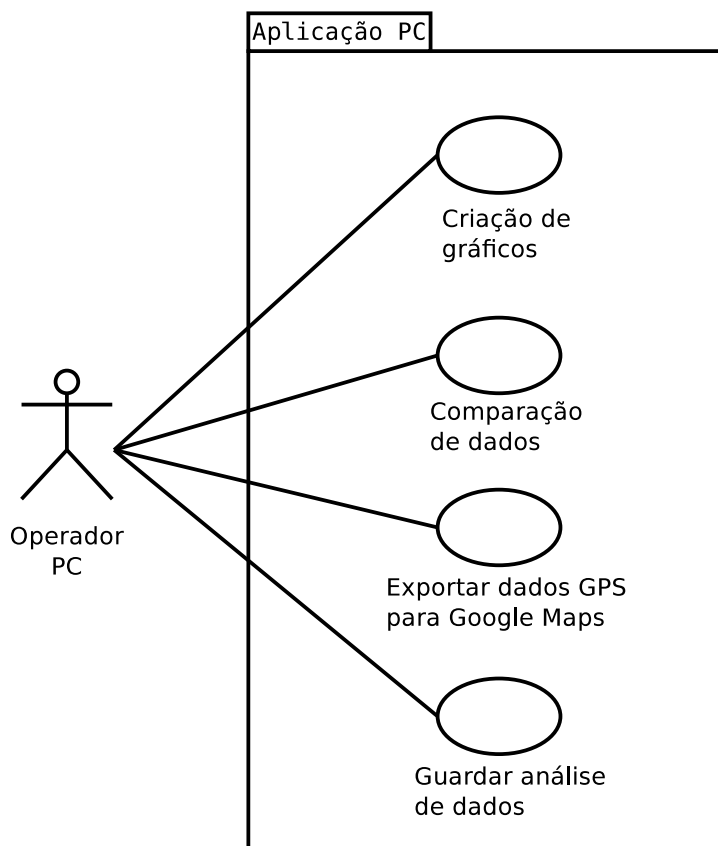 Aplicação PC
Criação de
gráficos
Comparação
de dados
Operador
PC
Exportar dados GPS
para Google Maps
Guardar análise
de dados